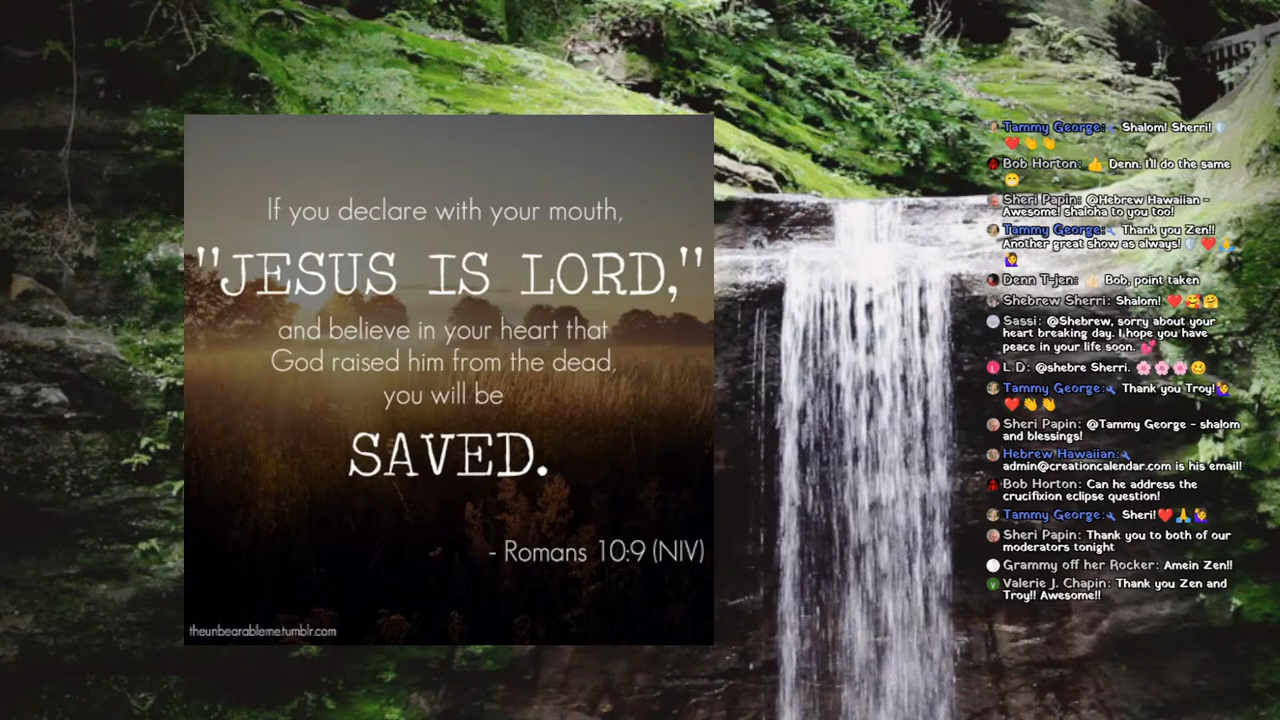 If you declare with your mouth,
"JESUS IS LORD,"
and believe in your heart that
God raised him from the dead,
you will be
SAVED.
- Romans 10:9 (NIV)
theunbearableme.tumblr.com
Tammy George: Shalom! Sherri! 🛡️
❤️👏👏
Bob Horton: 👍 Denn. I'll do the same
😁
Sheri Papin: @Hebrew Hawaiian -
Awesome! shaloha to you too!
Tammy George: Thank you Zen!!
Another great show as always! 🛡️❤️🙏
🙋‍♀️
Denn T-jen: 👍 Bob, point taken
Shebrew Sherri: Shalom! ❤️🥰🤗
Sassi: @Shebrew, sorry about your
heart breaking day. I hope you have
peace in your life soon. 💕
L D: @shebre Sherri. 🌸🌸🌸🥲
Tammy George: Thank you Troy!🙋‍♀️
❤️👏👏
Sheri Papin: @Tammy George - shalom
and blessings!
Hebrew Hawaiian:
admin@creationcalendar.com is his email!
Bob Horton: Can he address the
crucifixion eclipse question!
Tammy George: Sheri!❤️🙏🙋‍♀️
Sheri Papin: Thank you to both of our
moderators tonight
Grammy off her Rocker: Amein Zen!!
Valerie J. Chapin: Thank you Zen and
Troy!! Awesome!!